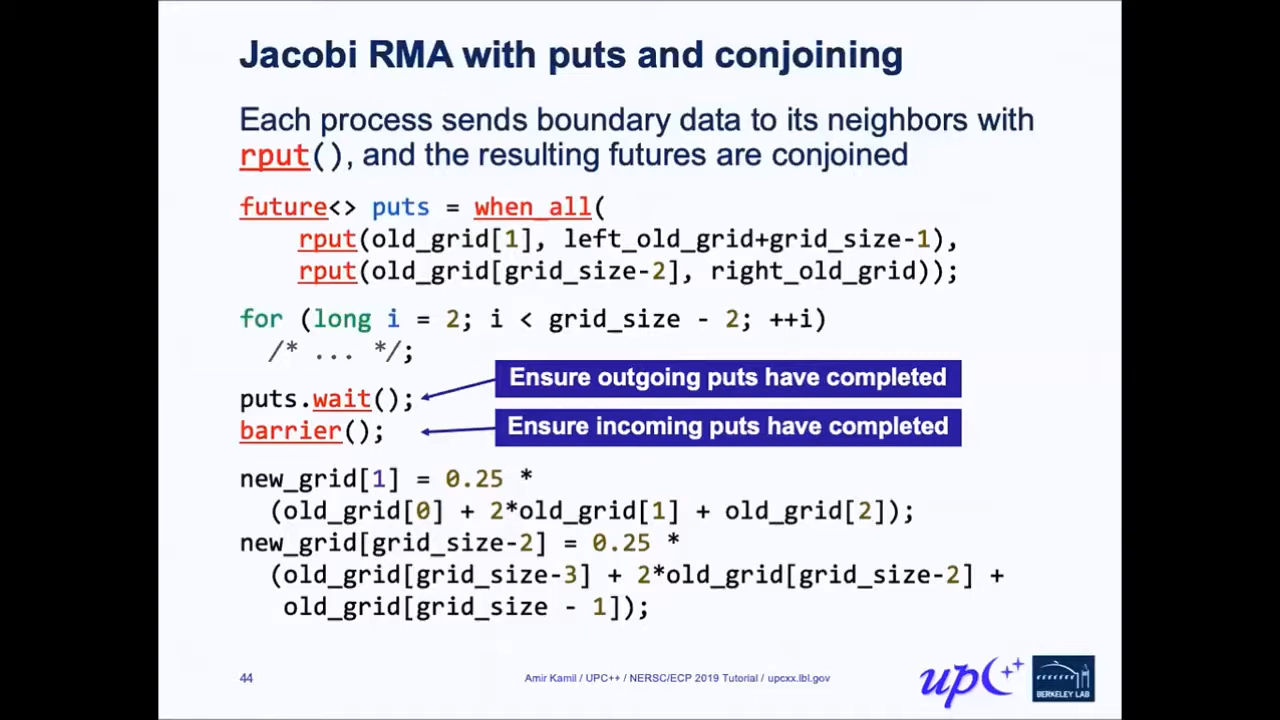 Jacobi RMA with puts and conjoining
Each process sends boundary data to its neighbors with
rput(), and the resulting futures are conjoined
future<> puts = when_all(
rput(old_grid[1], left_old_grid+grid_size-1),
rput(old_grid[grid_size-2], right_old_grid));
for (long i = 2; i < grid_size - 2; ++i)
/* ... */;
Ensure outgoing puts have completed
puts.wait();
Ensure incoming puts have completed
barrier();
new_grid[1] = 0.25 *
(old_grid[0] + 2*old_grid[1] + old_grid[2]);
new_grid[grid_size-2] = 0.25 *
(old_grid[grid_size-3] + 2*old_grid[grid_size-2] +
old_grid[grid_size - 1]);
44
Amir Kamil / UPC++ / NERSC/ECP 2019 Tutorial / upcxx.lbl.gov
upc++
BERKELEY LAB